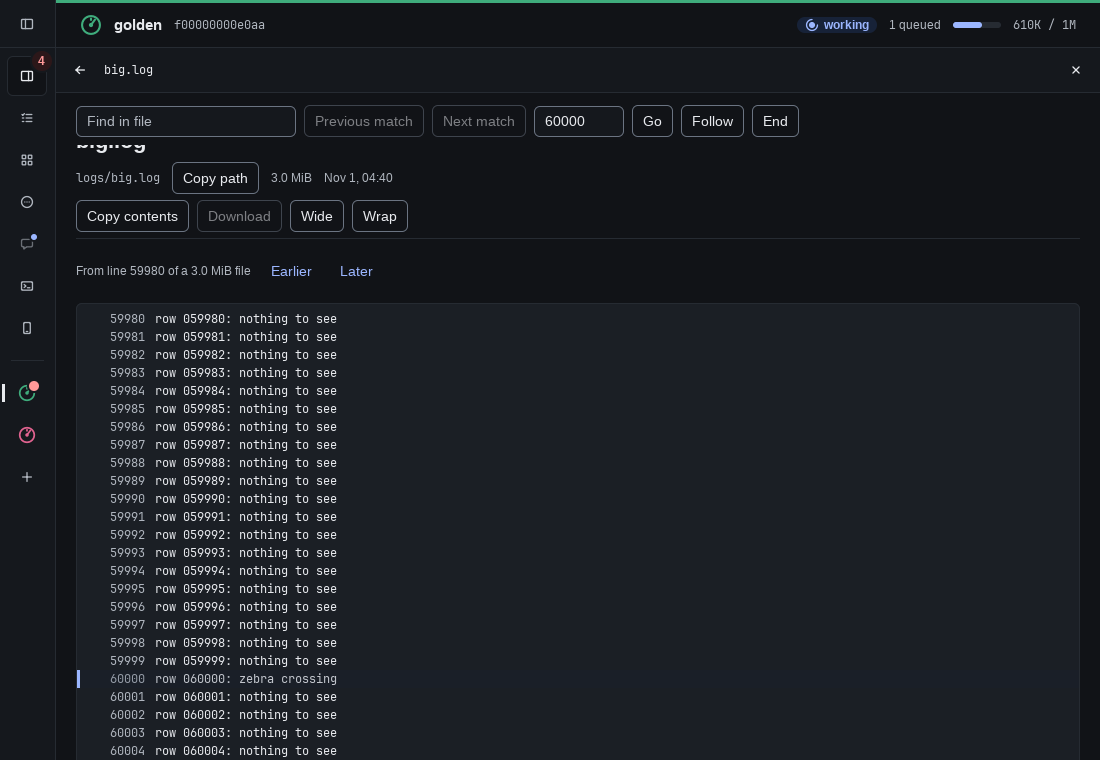 golden f00000000e0aa working 1 queued 610K / 1M
4
big.log
Find in file Previous match Next match 60000 Go Follow End
big.log
logs/big.log Copy path 3.0 MiB Nov 1, 04:40
Copy contents Download Wide Wrap
From line 59980 of a 3.0 MiB file Earlier Later
59980 row 059980: nothing to see
59981 row 059981: nothing to see
59982 row 059982: nothing to see
59983 row 059983: nothing to see
59984 row 059984: nothing to see
59985 row 059985: nothing to see
59986 row 059986: nothing to see
59987 row 059987: nothing to see
59988 row 059988: nothing to see
59989 row 059989: nothing to see
59990 row 059990: nothing to see
59991 row 059991: nothing to see
59992 row 059992: nothing to see
59993 row 059993: nothing to see
59994 row 059994: nothing to see
59995 row 059995: nothing to see
59996 row 059996: nothing to see
59997 row 059997: nothing to see
59998 row 059998: nothing to see
59999 row 059999: nothing to see
60000 row 060000: zebra crossing
60001 row 060001: nothing to see
60002 row 060002: nothing to see
60003 row 060003: nothing to see
60004 row 060004: nothing to see